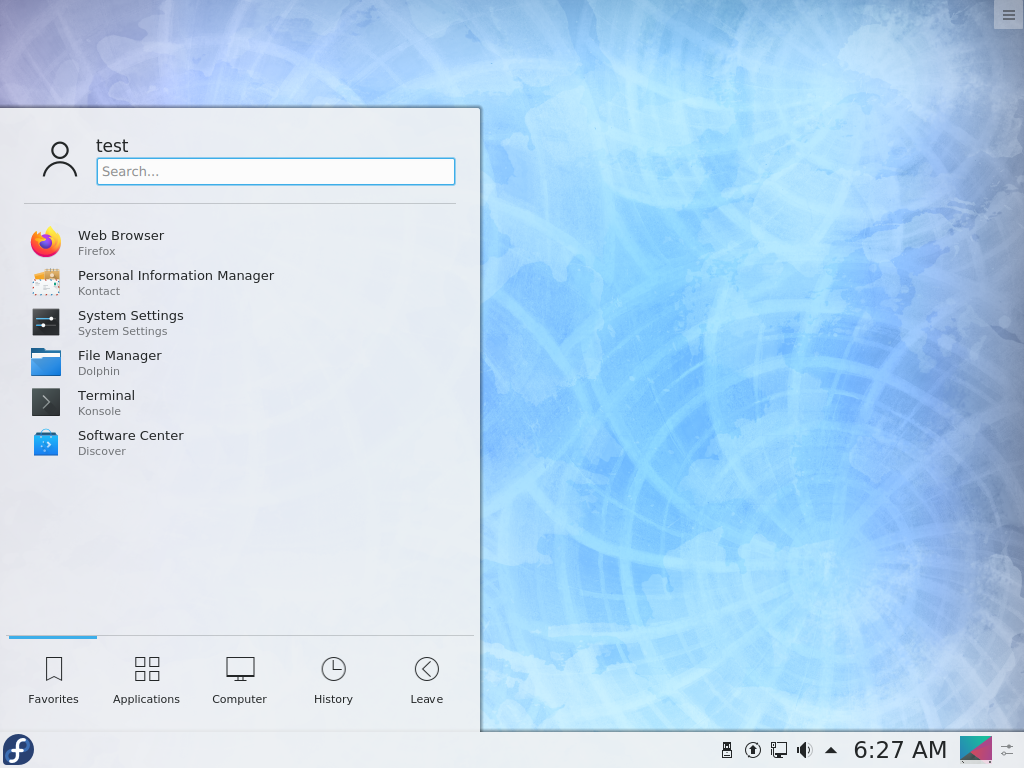 test
Search...
Web Browser
Firefox
Personal Information Manager
Kontact
System Settings
System Settings
File Manager
Dolphin
Terminal
Konsole
Software Center
Discover
Favorites
Applications
Computer
History
Leave
6:27 AM